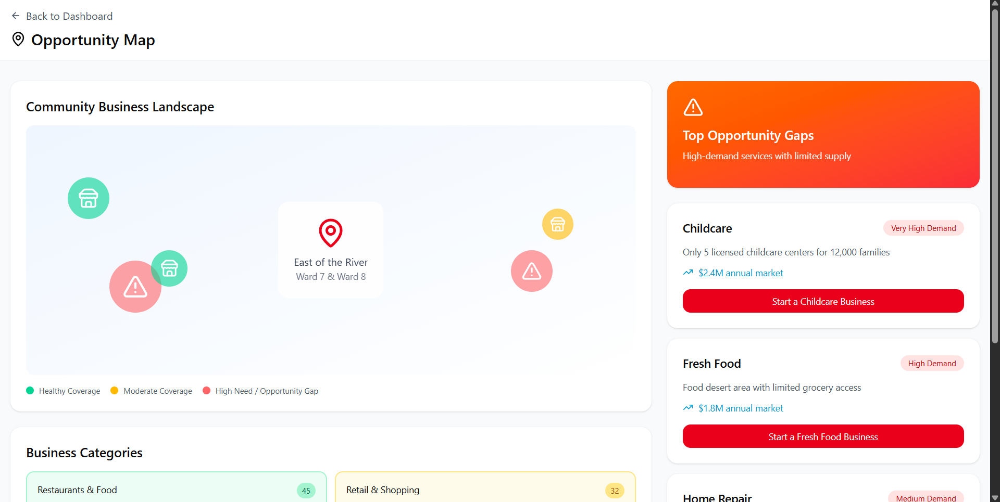 Back to Dashboard
Opportunity Map
Community Business Landscape
East of the River
Ward 7 & Ward 8
Healthy Coverage
Moderate Coverage
High Need / Opportunity Gap
Business Categories
Restaurants & Food
45
Retail & Shopping
32
Top Opportunity Gaps
High-demand services with limited supply
Childcare
Very High Demand
Only 5 licensed childcare centers for 12,000 families
$2.4M annual market
Start a Childcare Business
Fresh Food
High Demand
Food desert area with limited grocery access
$1.8M annual market
Start a Fresh Food Business
Home Repair
Medium Demand